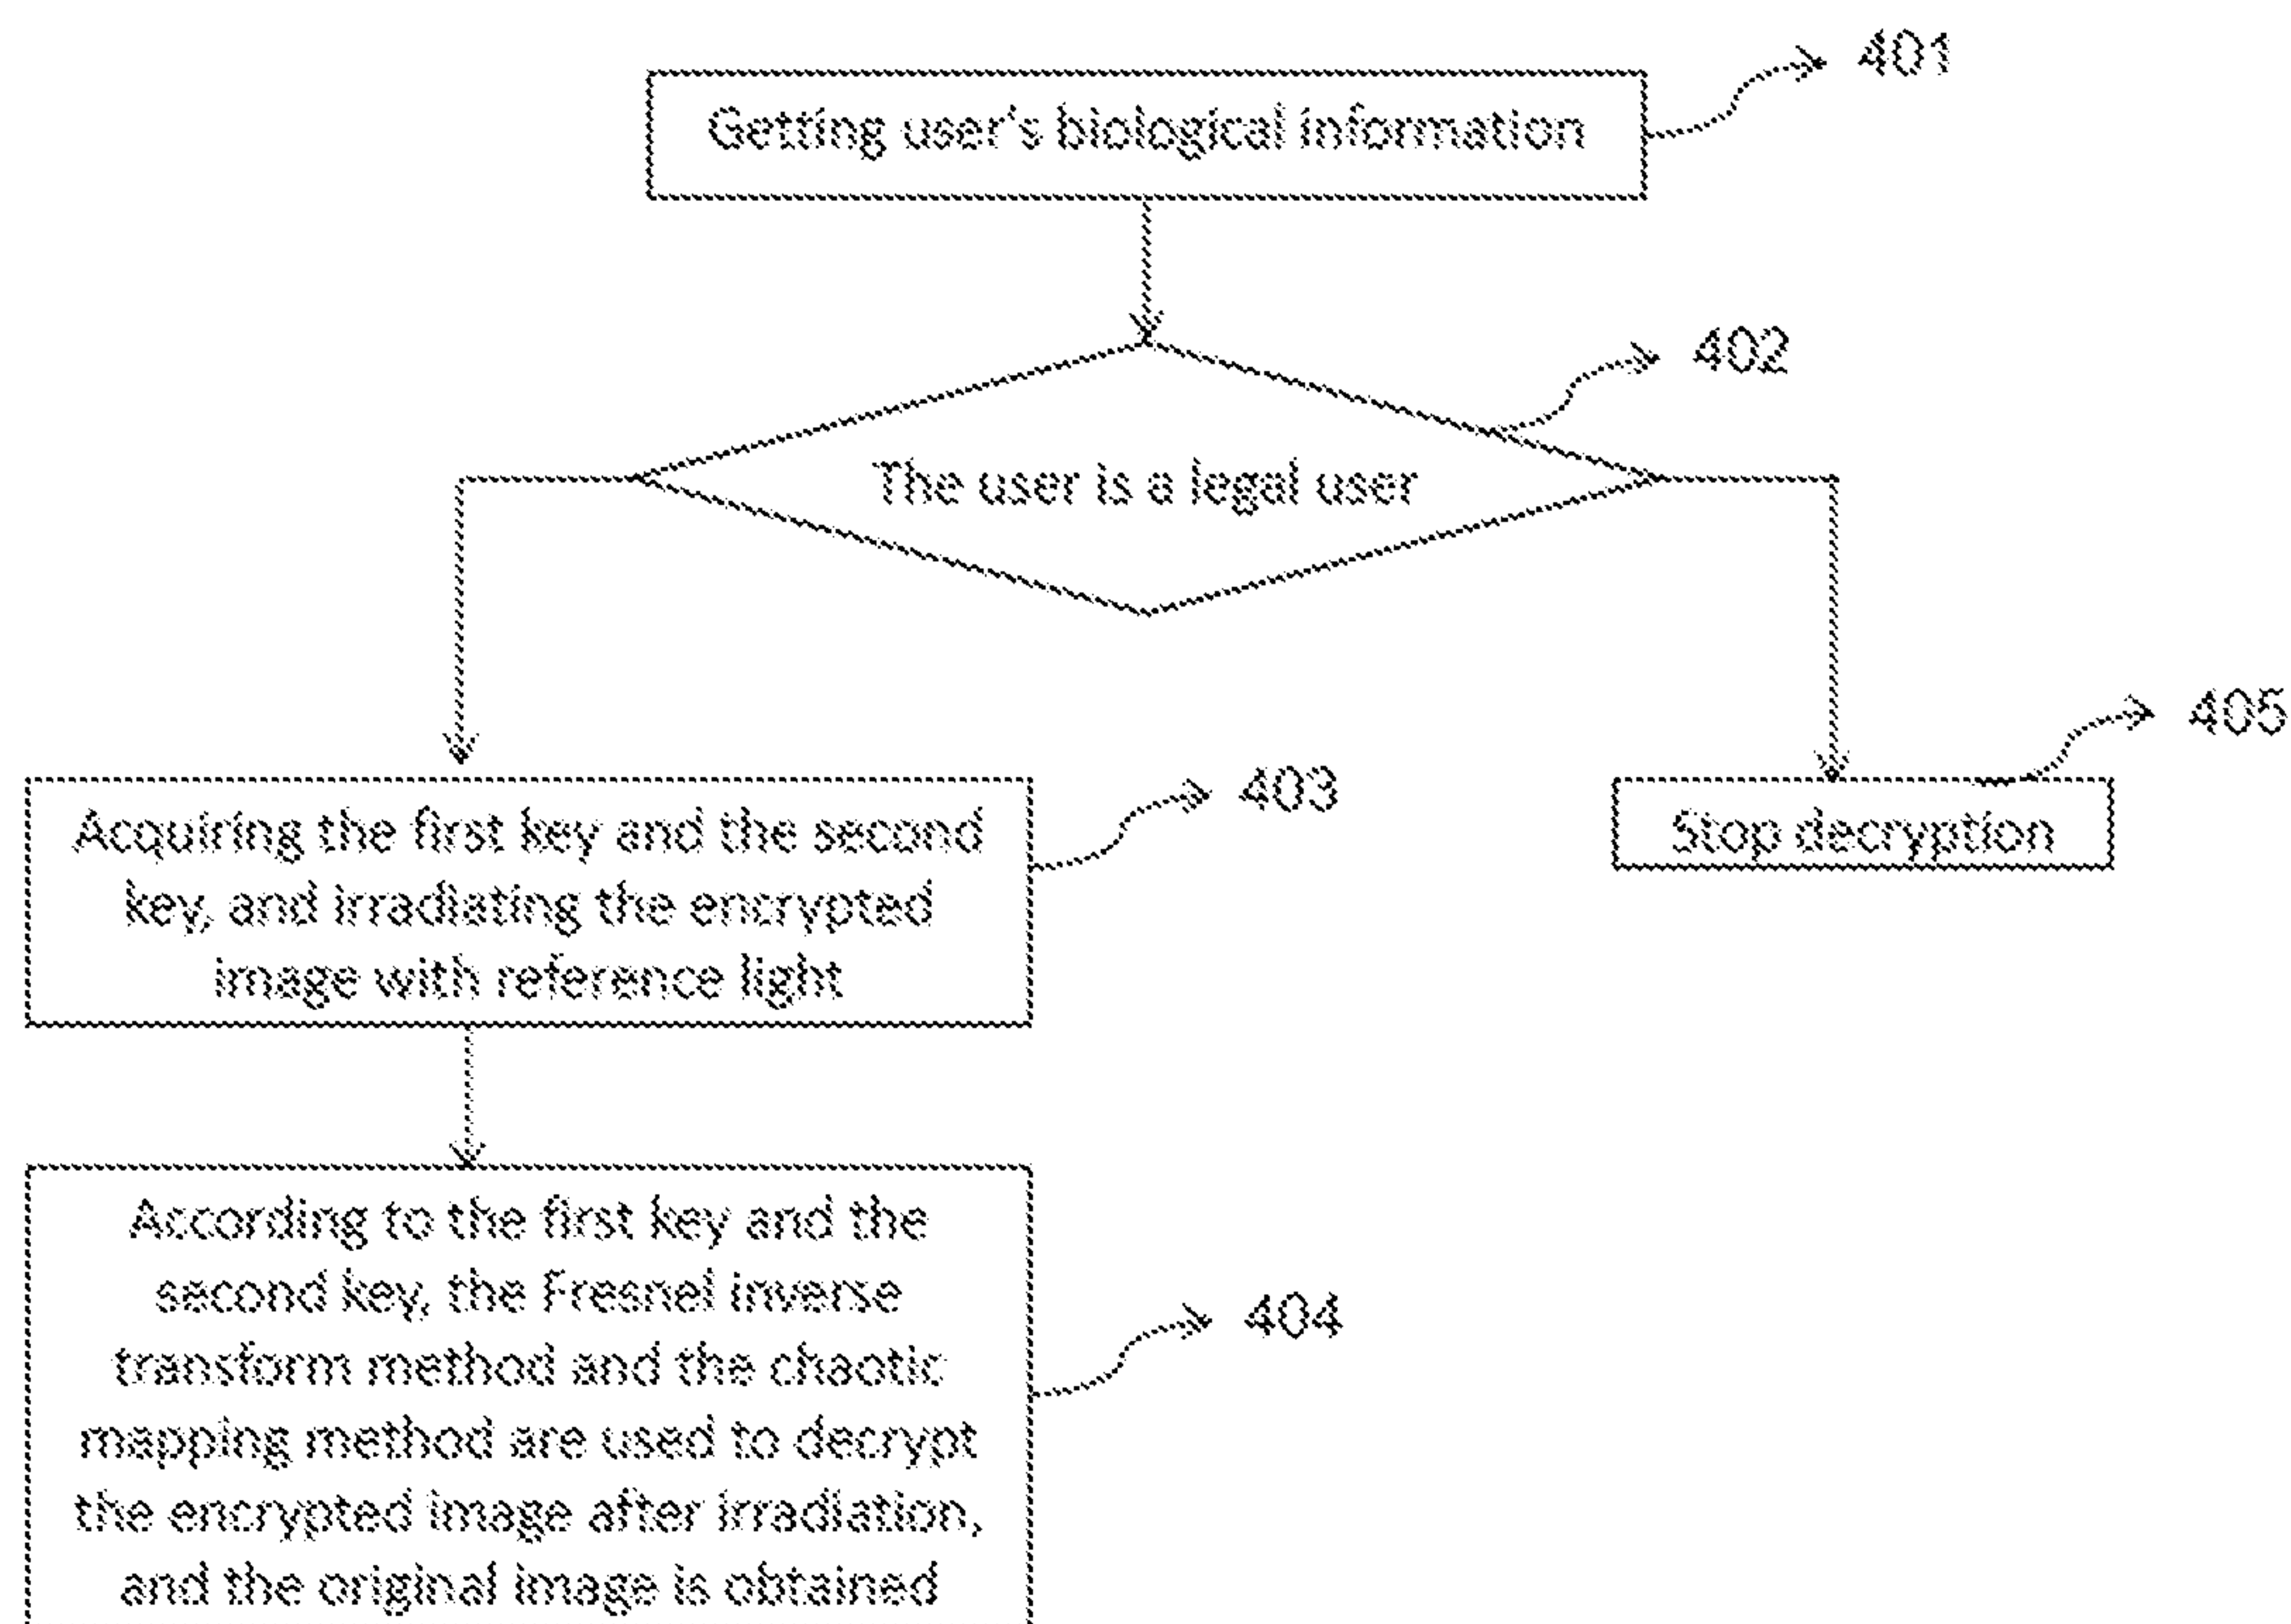 401
Getting user's biological information
402
The user is a legal user
405
403
Acquiring the first key and the second
key, and irradiating the encrypted
image with reference light
Stop decryption
According to the first key and the
second key, the Fresnel inverse
transform method and the chaotic
mapping method are used to decrypt
the encrypted image after irradiation,
and the original image is obtained
404